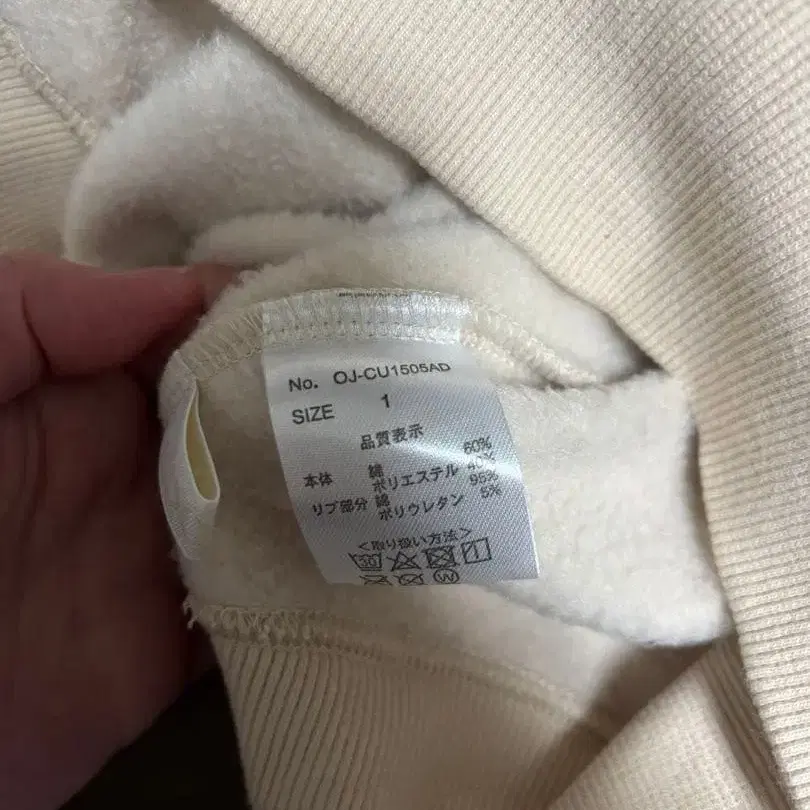 No. OJ-CU1505AD
SIZE 1
品質表示
本体 綿 60%
ポリエステル 40%
リブ部分 綿 95%
ポリウレタン 5%
＜取り扱い方法＞
30
W